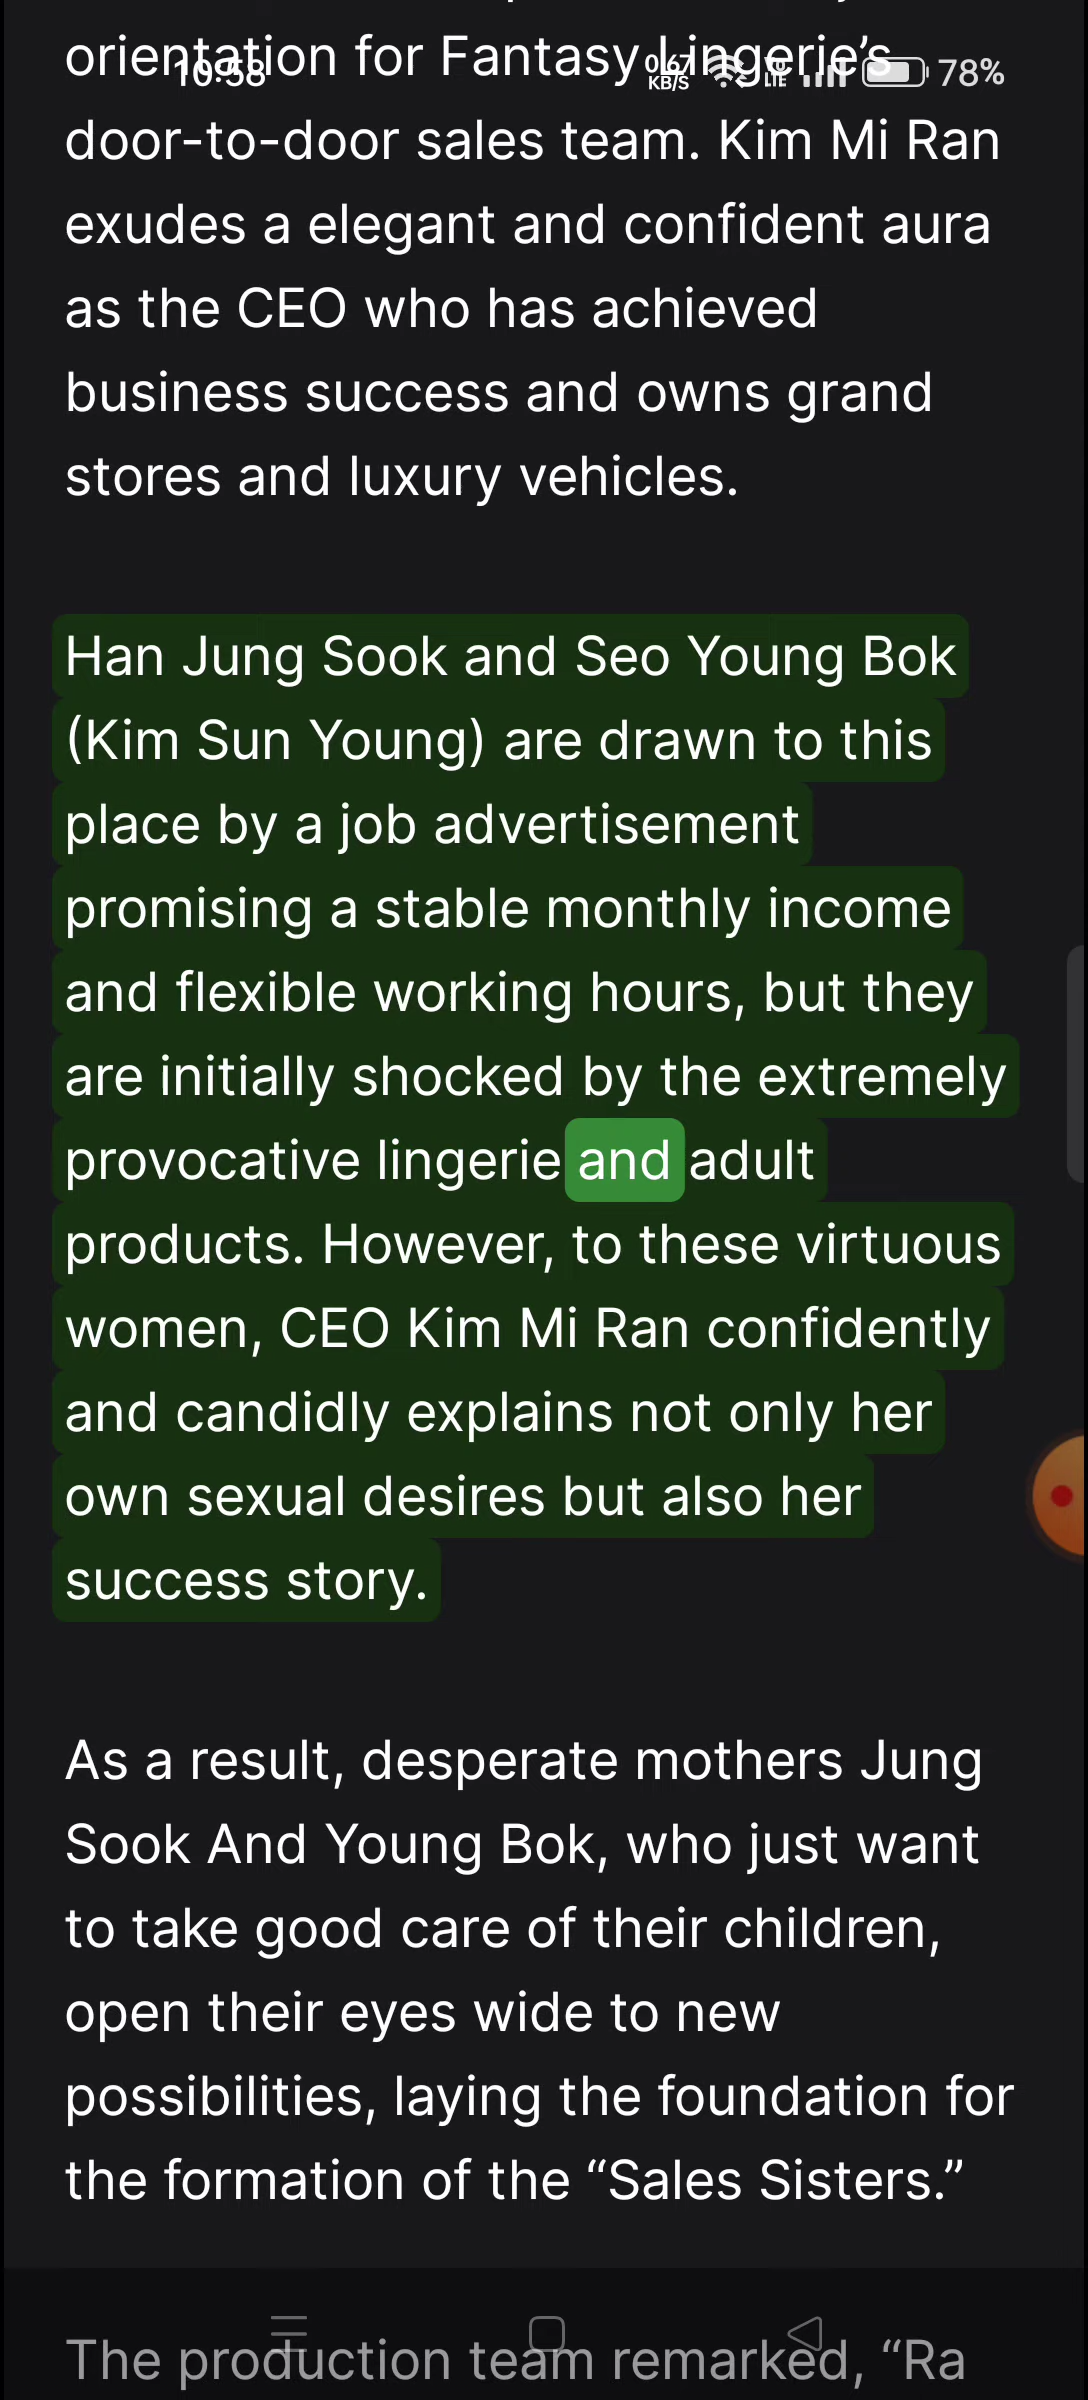 orientation for Fantasy Lingerie’s
10:58
0.67 KB/S
LTE
78%
door-to-door sales team. Kim Mi Ran
exudes a elegant and confident aura
as the CEO who has achieved
business success and owns grand
stores and luxury vehicles.
Han Jung Sook and Seo Young Bok
(Kim Sun Young) are drawn to this
place by a job advertisement
promising a stable monthly income
and flexible working hours, but they
are initially shocked by the extremely
provocative lingerie and adult
products. However, to these virtuous
women, CEO Kim Mi Ran confidently
and candidly explains not only her
own sexual desires but also her
success story.
As a result, desperate mothers Jung
Sook And Young Bok, who just want
to take good care of their children,
open their eyes wide to new
possibilities, laying the foundation for
the formation of the “Sales Sisters.”
The production team remarked, “Ra